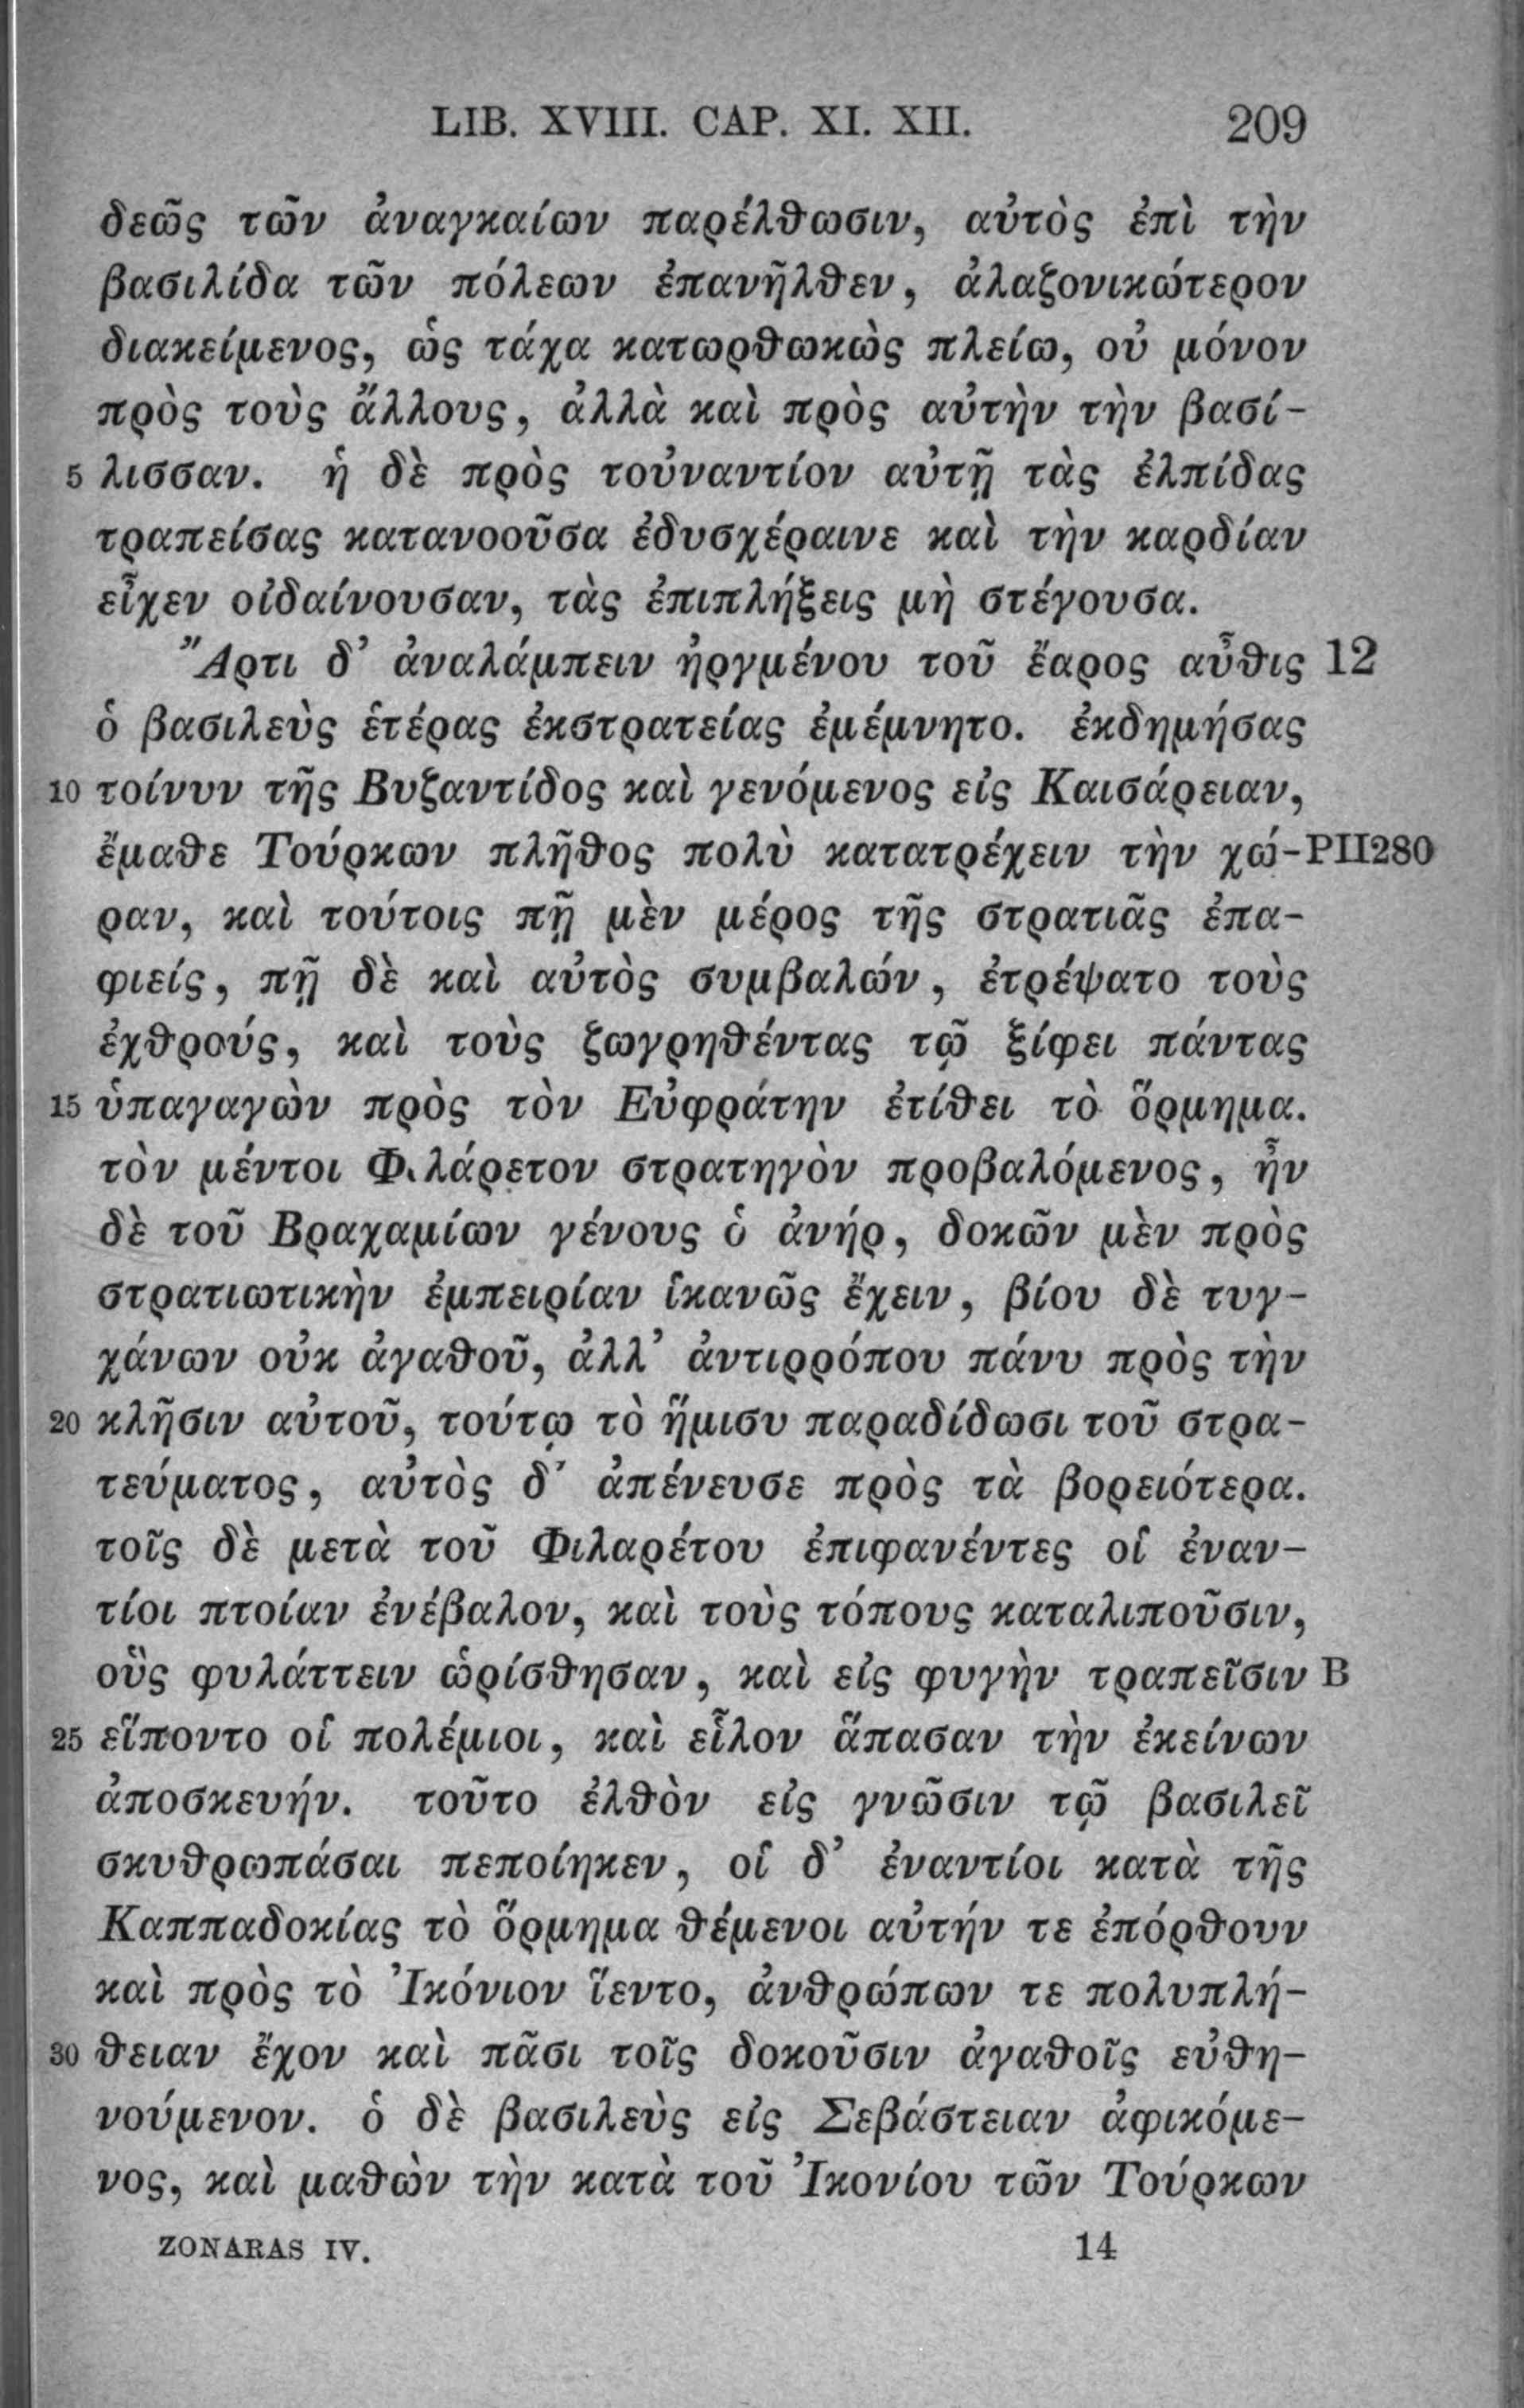 LIB. XVIII. CAP. XI. XII. 209
δεῶς τῶν ἀναγκαίων παρέλθωσιν, αὐτὸς ἐπὶ τὴν
βασιλίδα τῶν πόλεων ἐπανῆλθεν, ἀλαζονικώτερον
διακείμενος, ὡς τάχα κατωρθωκὼς πλείω, οὐ μόνον
πρὸς τοὺς ἄλλους, ἀλλὰ καὶ πρὸς αὐτὴν τὴν βασί-
5 λισσαν. ἡ δὲ πρὸς τοὐναντίον αὐτῇ τὰς ἐλπίδας
τραπείσας κατανοοῦσα ἐδυσχέραινε καὶ τὴν καρδίαν
εἶχεν οἰδαίνουσαν, τὰς ἐπιπλήξεις μὴ στέγουσα.
Ἄρτι δ’ ἀναλάμπειν ἠργμένου τοῦ ἔαρος αὖθις 12
ὁ βασιλεὺς ἑτέρας ἐκστρατείας ἐμέμνητο. ἐκδημήσας
10 τοίνυν τῆς Βυζαντίδος καὶ γενόμενος εἰς Καισάρειαν,
ἔμαθε Τούρκων πλῆθος πολὺ κατατρέχειν τὴν χώ- PII280
ραν, καὶ τούτοις πῇ μὲν μέρος τῆς στρατιᾶς ἐπα-
φιείς, πῇ δὲ καὶ αὐτὸς συμβαλών, ἐτρέψατο τοὺς
ἐχθρούς, καὶ τοὺς ζωγρηθέντας τῷ ξίφει πάντας
15 ὑπαγαγὼν πρὸς τὸν Εὐφράτην ἐτίθει τὸ ὅρμημα.
τὸν μέντοι Φιλάρετον στρατηγὸν προβαλόμενος, ἦν
δὲ τοῦ Βραχαμίων γένους ὁ ἀνήρ, δοκῶν μὲν πρὸς
στρατιωτικὴν ἐμπειρίαν ἱκανῶς ἔχειν, βίου δὲ τυγ-
χάνων οὐκ ἀγαθοῦ, ἀλλ’ ἀντιρρόπου πάνυ πρὸς τὴν
20 κλῆσιν αὐτοῦ, τούτῳ τὸ ἥμισυ παραδίδωσι τοῦ στρα-
τεύματος, αὐτὸς δ’ ἀπένευσε πρὸς τὰ βορειότερα.
τοῖς δὲ μετὰ τοῦ Φιλαρέτου ἐπιφανέντες οἱ ἐναν-
τίοι πτοίαν ἐνέβαλον, καὶ τοὺς τόπους καταλιποῦσιν,
οὓς φυλάττειν ὡρίσθησαν, καὶ εἰς φυγὴν τραπεῖσιν B
25 εἵποντο οἱ πολέμιοι, καὶ εἷλον ἅπασαν τὴν ἐκείνων
ἀποσκευήν. τοῦτο ἐλθὸν εἰς γνῶσιν τῷ βασιλεῖ
σκυθρωπάσαι πεποίηκεν, οἱ δ’ ἐναντίοι κατὰ τῆς
Καππαδοκίας τὸ ὅρμημα θέμενοι αὐτήν τε ἐπόρθουν
καὶ πρὸς τὸ Ἰκόνιον ἵεντο, ἀνθρώπων τε πολυπλή-
30 θειαν ἔχον καὶ πᾶσι τοῖς δοκοῦσιν ἀγαθοῖς εὐθη-
νούμενον. ὁ δὲ βασιλεὺς εἰς Σεβάστειαν ἀφικόμε-
νος, καὶ μαθὼν τὴν κατὰ τοῦ Ἰκονίου τῶν Τούρκων
ZONARAS IV. 14